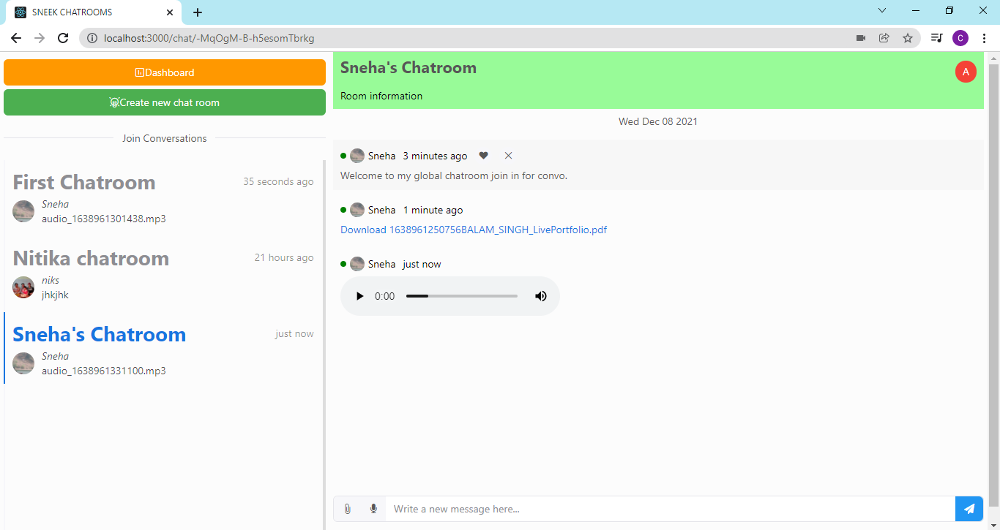 SNEEK CHATROOMS
localhost:3000/chat/-MqOgM-B-h5esomTbrkg
C
Dashboard
Create new chat room
Join Conversations
First Chatroom 35 seconds ago
Sneha
audio_1638961301438.mp3
Nitika chatroom 21 hours ago
niks
jhkjhk
Sneha's Chatroom just now
Sneha
audio_1638961331100.mp3
Sneha's Chatroom
A
Room information
Wed Dec 08 2021
Sneha 3 minutes ago
Welcome to my global chatroom join in for convo.
Sneha 1 minute ago
Download 1638961250756BALAM_SINGH_LivePortfolio.pdf
Sneha just now
0:00
Write a new message here...